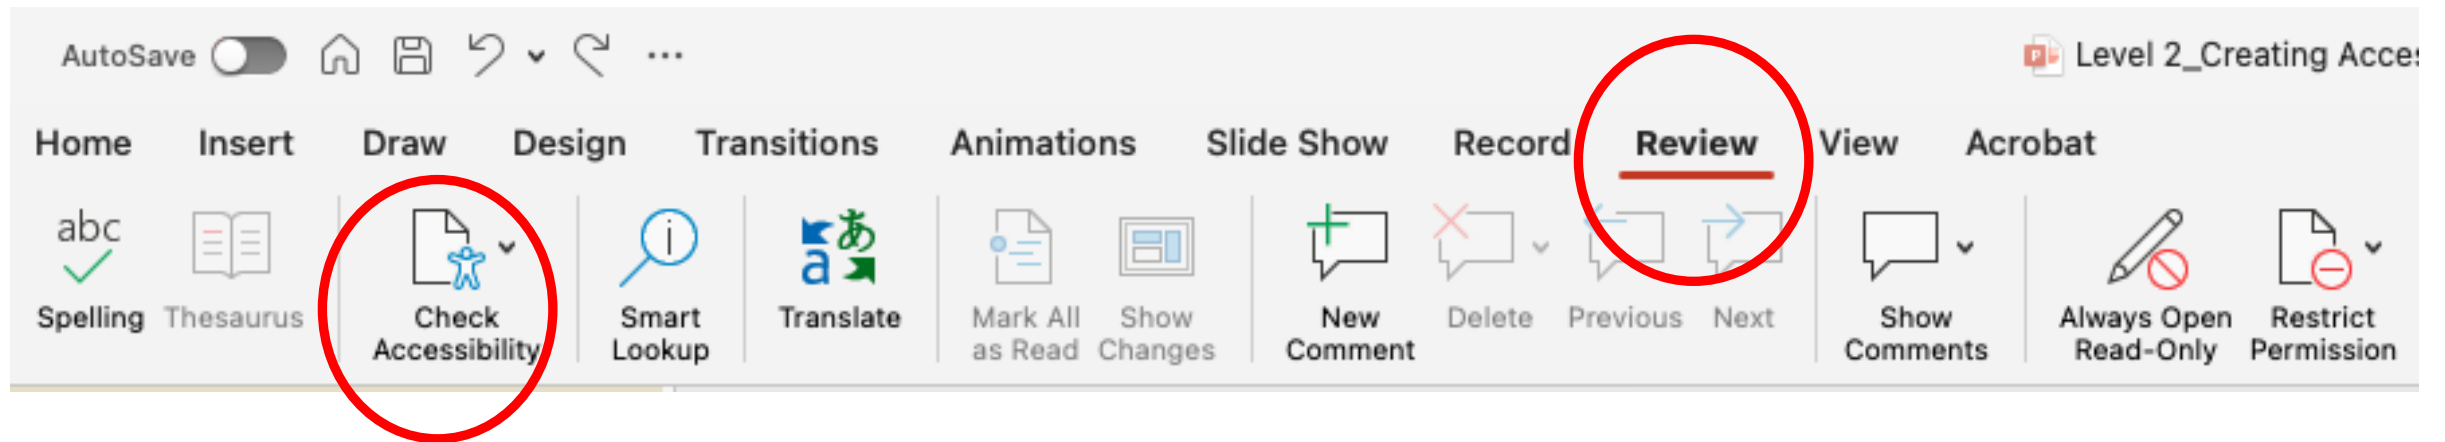 AutoSave
Level 2_Creating Acces
Home Insert Draw Design Transitions Animations Slide Show Record Review View Acrobat
abc あ a
Spelling Thesaurus Check Smart Translate Mark All Show New Delete Previous Next Show Always Open Restrict
Accessibility Lookup as Read Changes Comment Comments Read-Only Permission